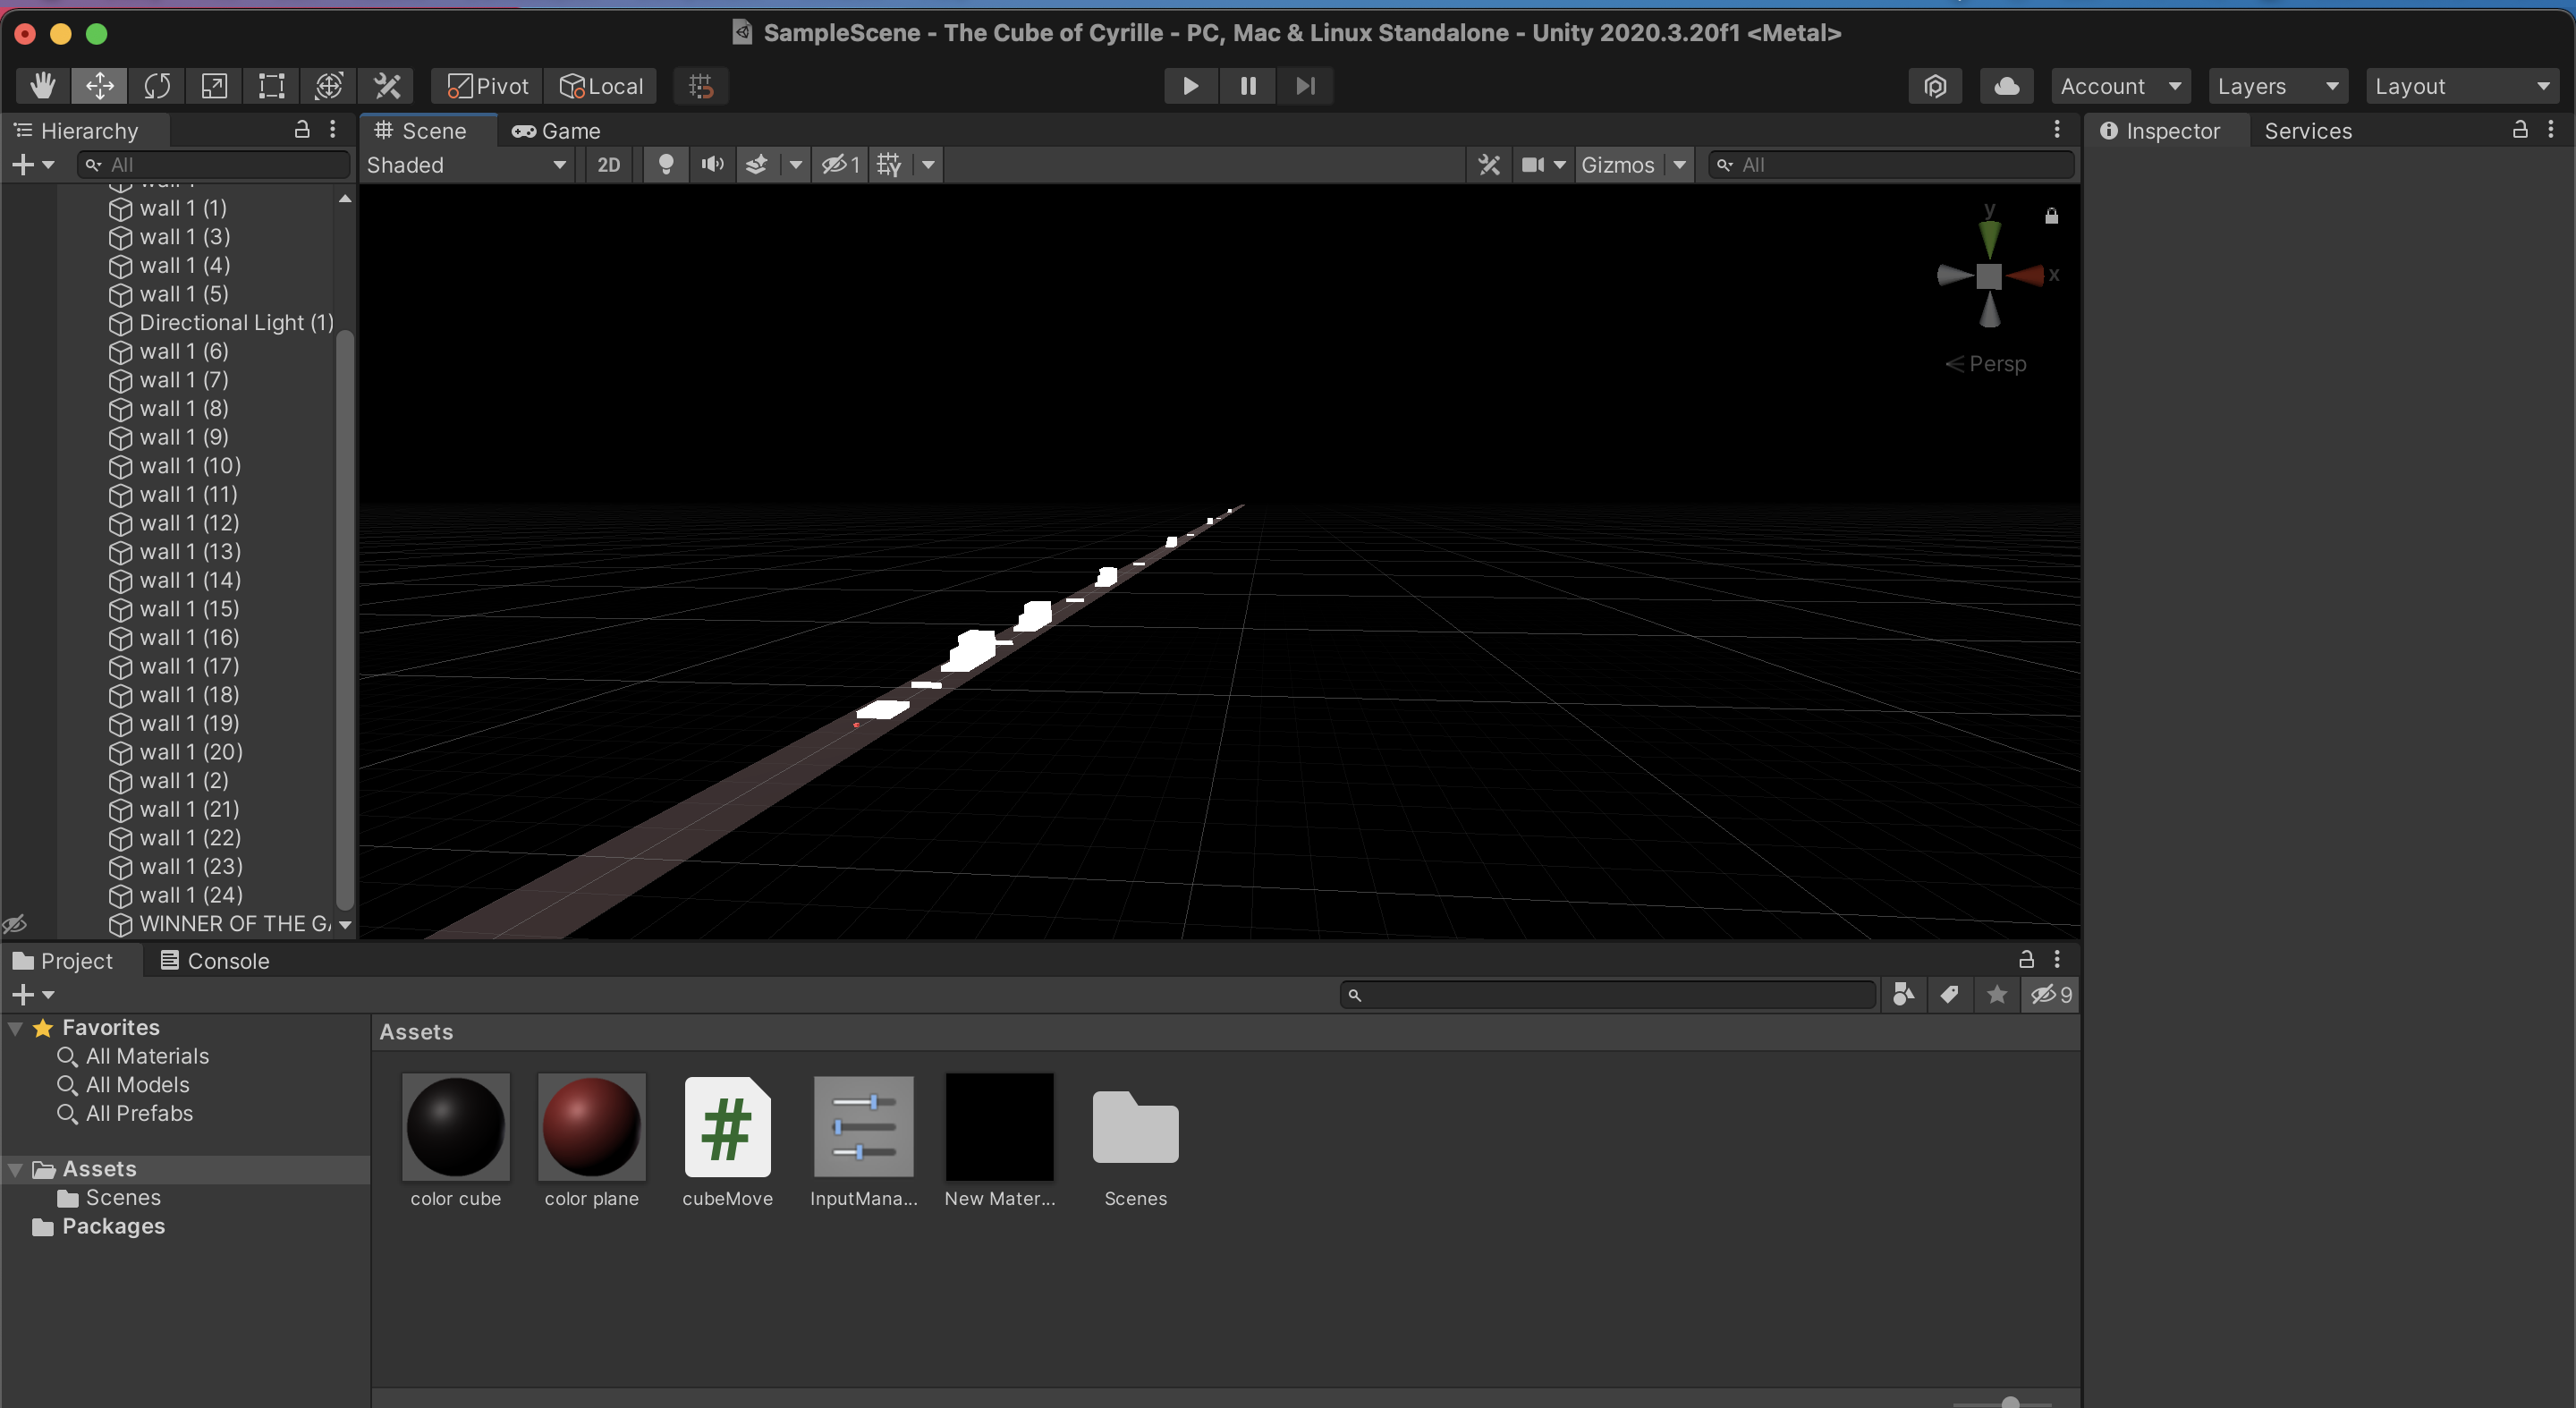 SampleScene - The Cube of Cyrille - PC, Mac & Linux Standalone - Unity 2020.3.20f1 <Metal>
Pivot
Local
Account
Layers
Layout
Hierarchy
All
wall 1 (1)
wall 1 (3)
wall 1 (4)
wall 1 (5)
Directional Light (1)
wall 1 (6)
wall 1 (7)
wall 1 (8)
wall 1 (9)
wall 1 (10)
wall 1 (11)
wall 1 (12)
wall 1 (13)
wall 1 (14)
wall 1 (15)
wall 1 (16)
wall 1 (17)
wall 1 (18)
wall 1 (19)
wall 1 (20)
wall 1 (2)
wall 1 (21)
wall 1 (22)
wall 1 (23)
wall 1 (24)
WINNER OF THE GA
Scene
Game
Shaded
2D
1
Gizmos
All
y
x
Persp
Inspector
Services
Project
Console
9
Favorites
All Materials
All Models
All Prefabs
Assets
Scenes
Packages
Assets
color cube
color plane
#
cubeMove
InputMana...
New Mater...
Scenes